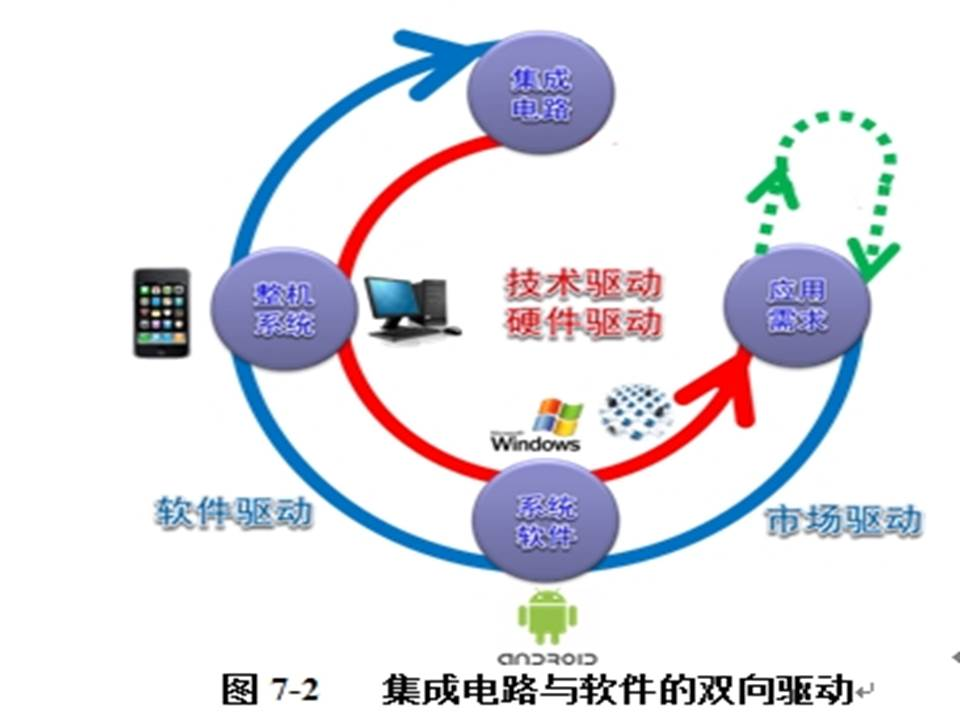 集成
电路
整机
系统
技术驱动
硬件驱动
应用
需求
Microsoft
Windows
系统
软件
软件驱动
市场驱动
ANDROID
图 7-2 集成电路与软件的双向驱动